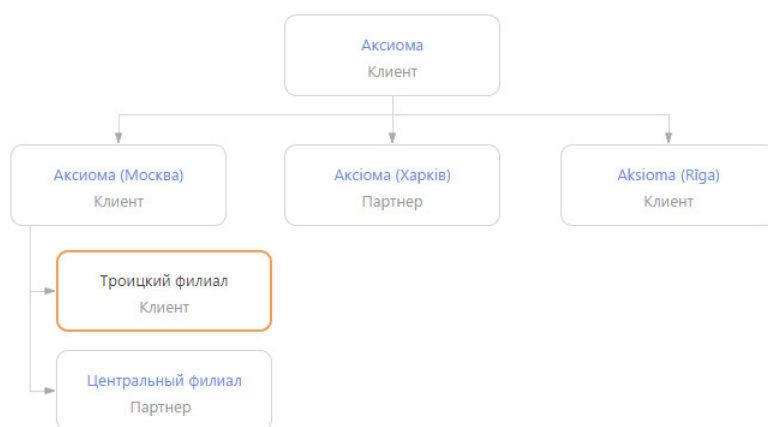 Аксиома
Клиент
Аксиома (Москва)
Клиент
Аксіома (Харків)
Партнер
Aksioma (Rīga)
Клиент
Троицкий филиал
Клиент
Центральный филиал
Партнер